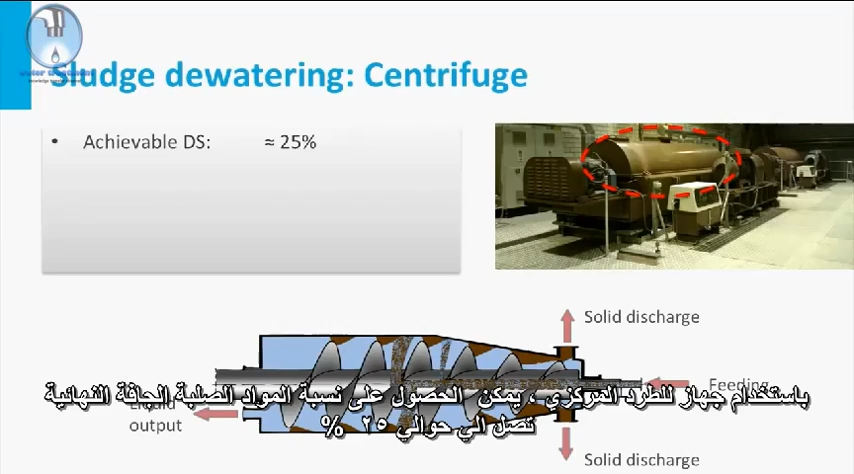 Sludge dewatering: Centrifuge
• Achievable DS: ≈ 25%
Solid discharge
Feeding
باستخدام جهاز للطرد المركزي ، يمكن الحصول على نسبة المواد الصلبة الجافة النهائية
تصل الي حوالي ٢٥ %
Liquid
output
Solid discharge